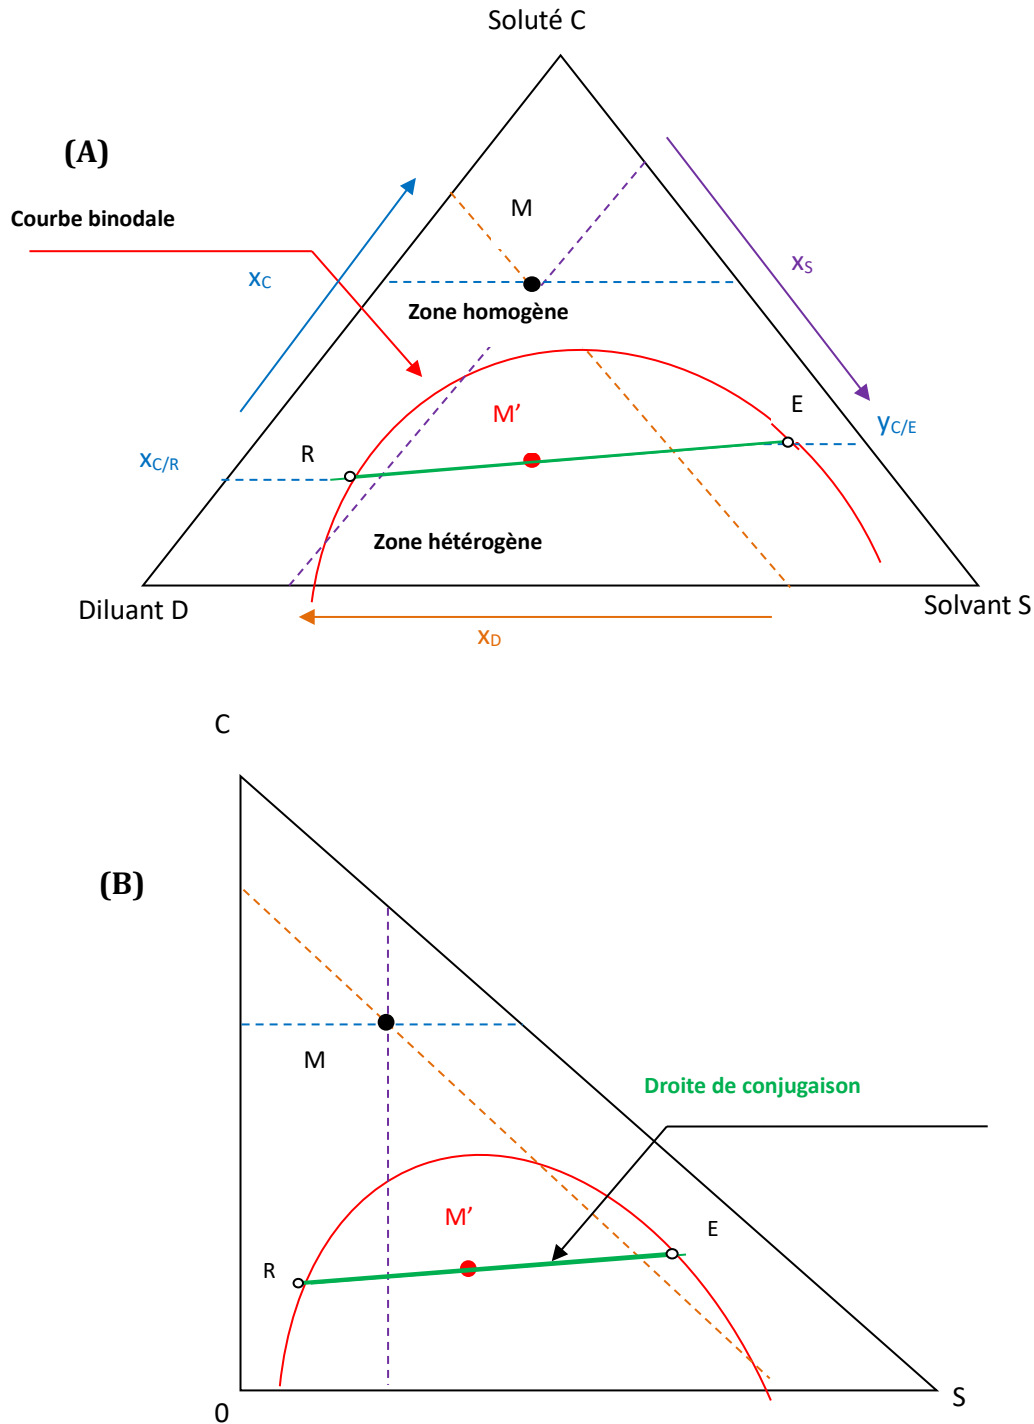 Soluté C
(A)
M
Courbe binodale
xC
xS
Zone homogène
M’
E
yC/E
R
xC/R
Zone hétérogène
Diluant D
Solvant S
xD
C
(B)
M
Droite de conjugaison
M’
E
R
0
S